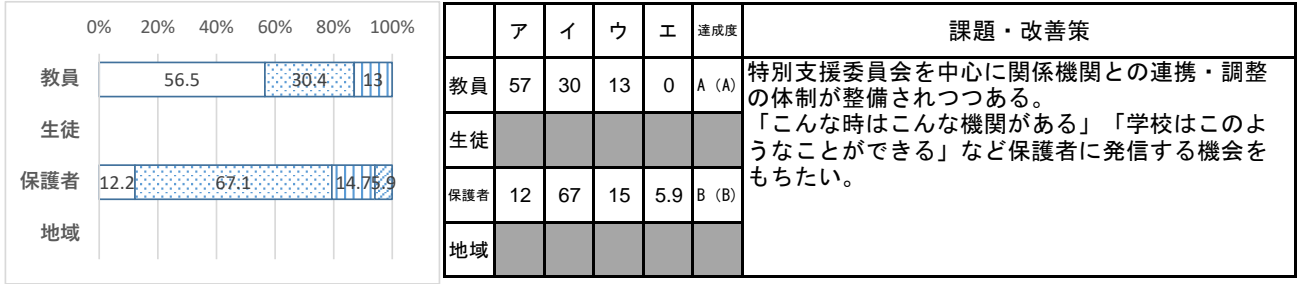 0% 20% 40% 60% 80% 100%
教員 56.5 30.4 13
生徒
保護者 12.2 67.1 14.7 5.9
地域
ア イ ウ エ 達成度 課題・改善策
教員 57 30 13 0 A (A)
特別支援委員会を中心に関係機関との連携・調整
の体制が整備されつつある。
「こんな時はこんな機関がある」「学校はこのよ
うなことができる」など保護者に発信する機会を
もちたい。
生徒
保護者 12 67 15 5.9 B (B)
地域